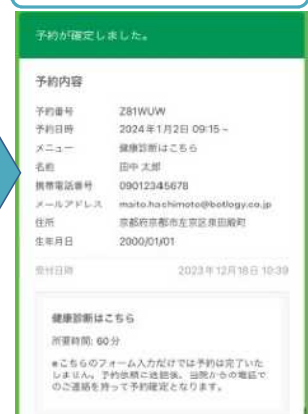 予約が確定しました。
予約内容
予約番号 Z81WUW
予約日時 2024年1月2日 09:15 ~
メニュー 健康診断はこちら
名前 田中 太郎
携帯電話番号 09012345678
メールアドレス maito.hashimoto@botlogy.co.jp
住所 京都府京都市左京区泉田殿町
生年月日 2000/01/01
受付日時 2023年12月18日 10:39
健康診断はこちら
所要時間: 60分
※こちらのフォーム入力だけでは予約は完了いた
しません。予約依頼に送信後、当院からの電話で
のご連絡を持って予約確定となります。